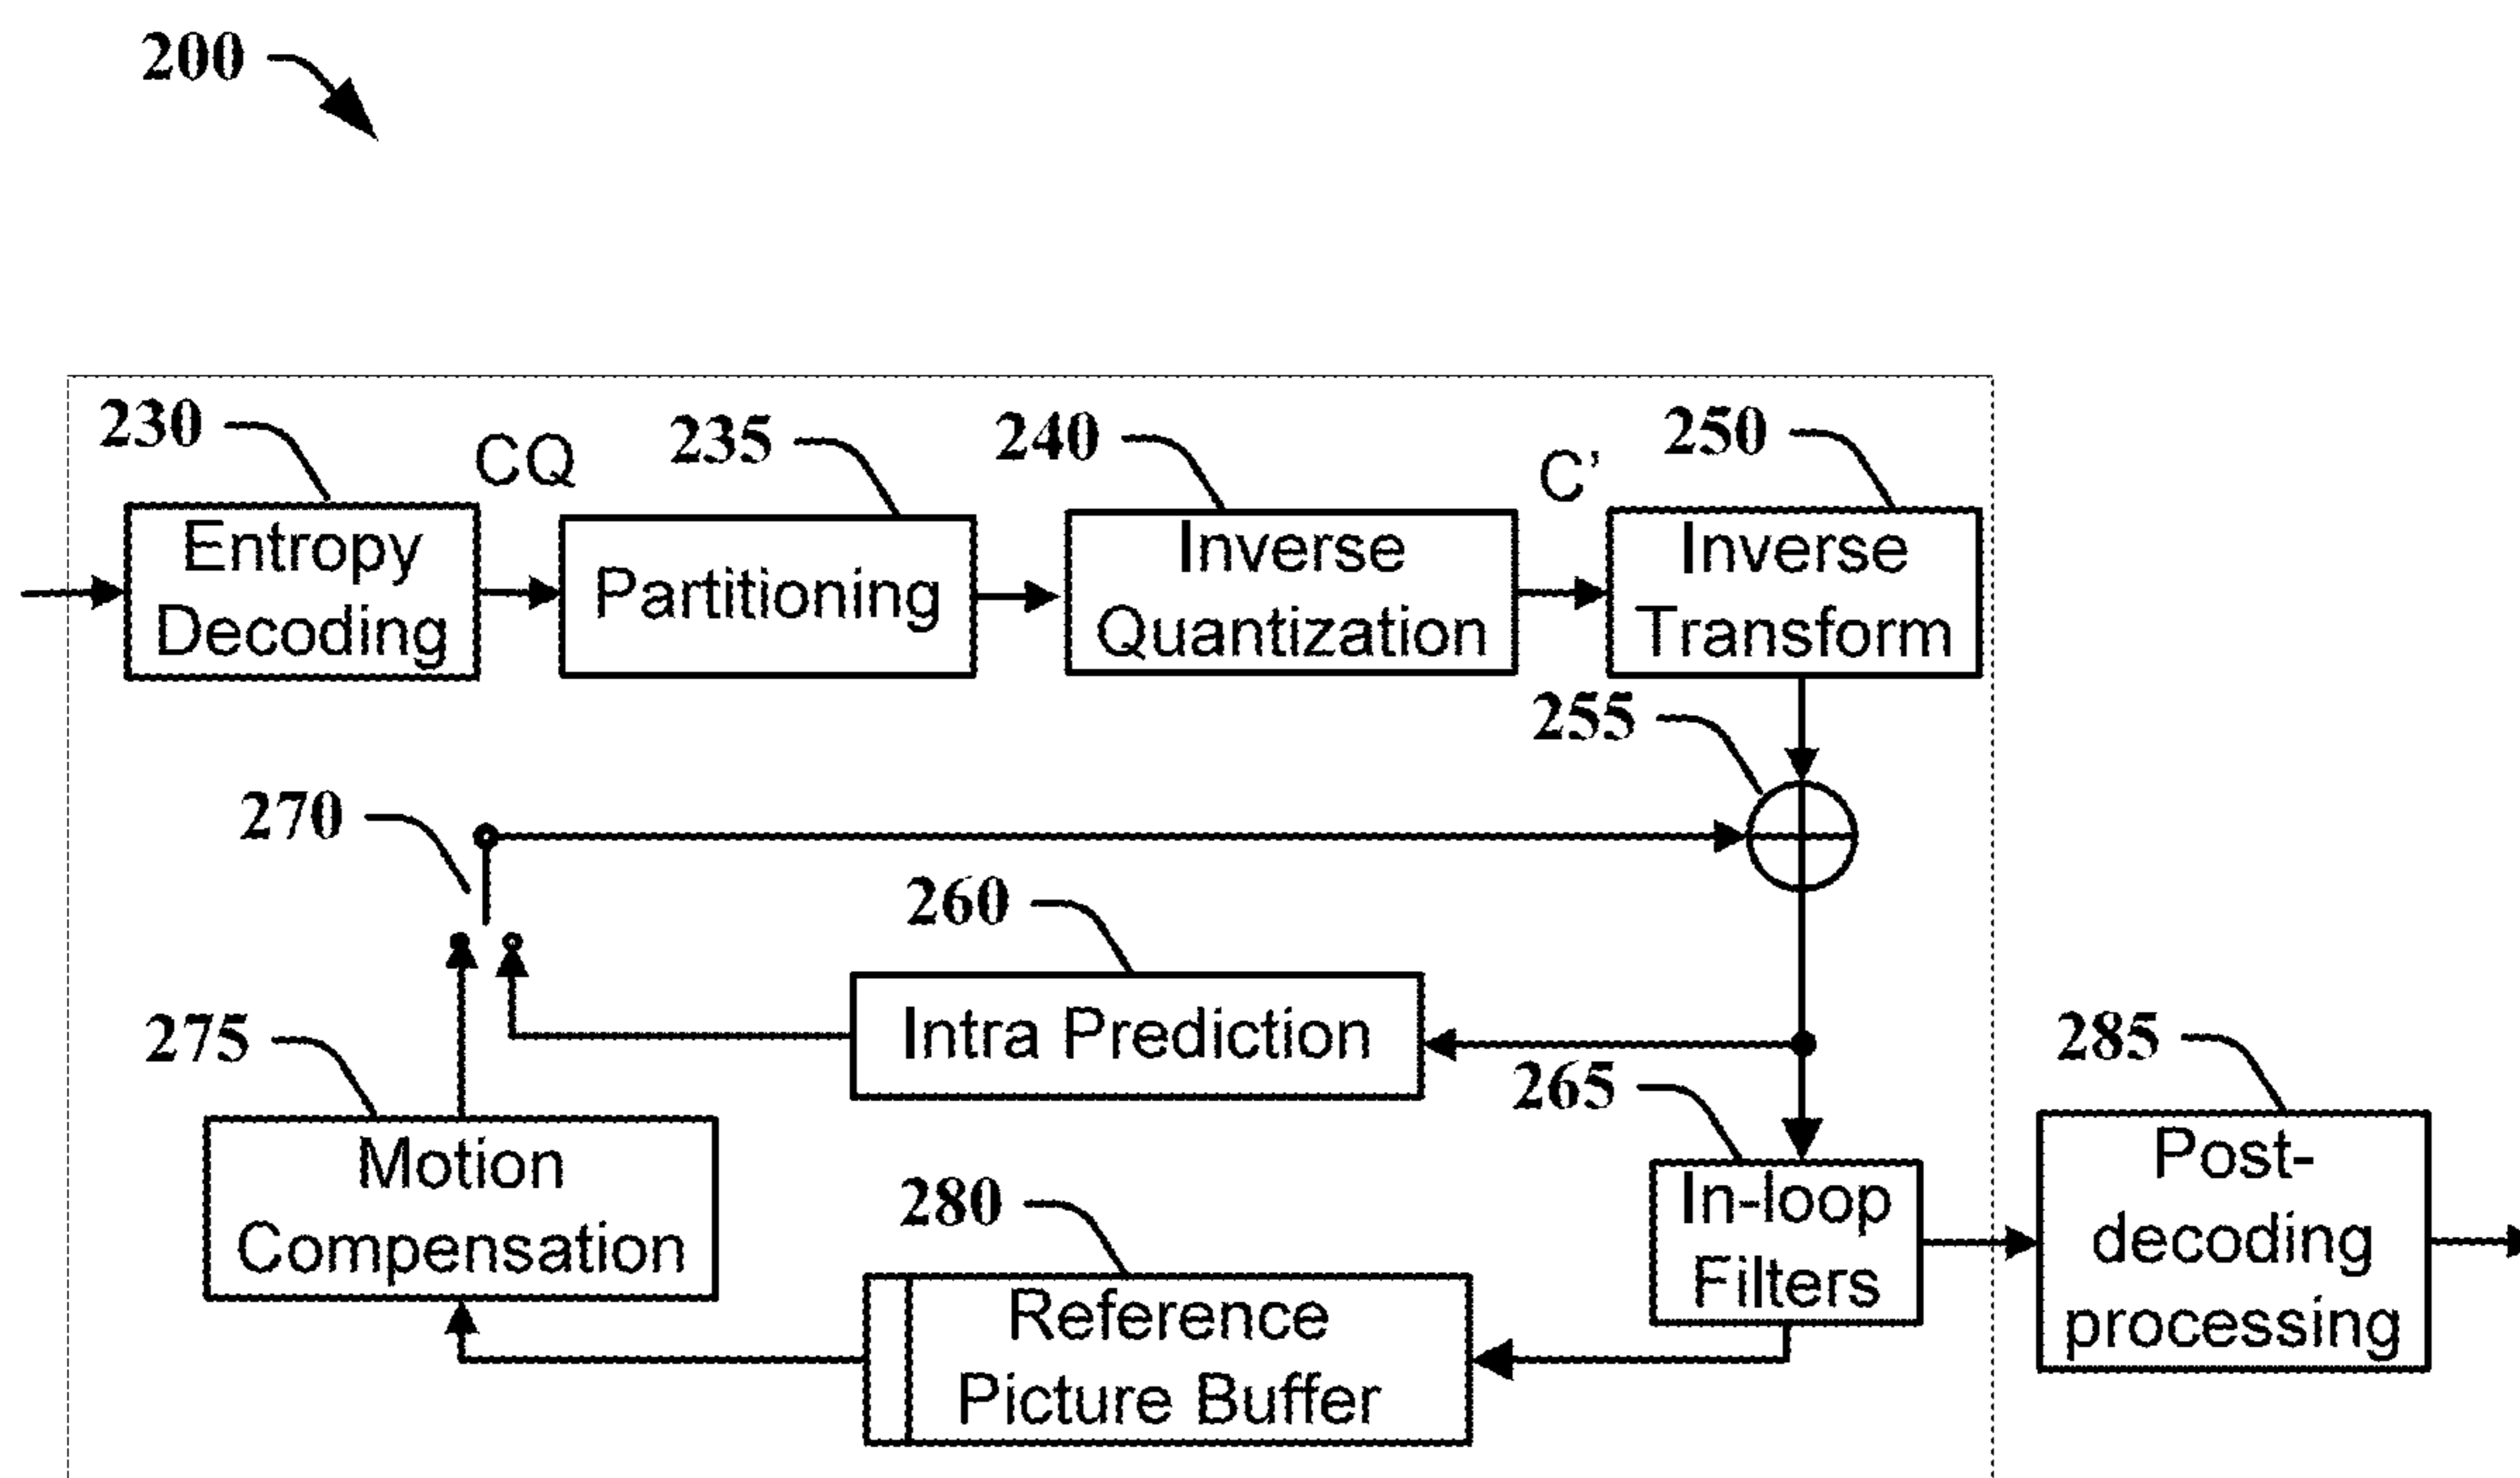 200
230
CQ
235
240
C'
250
Entropy
Decoding
Partitioning
Inverse
Quantization
Inverse
Transform
255
270
260
Intra Prediction
275
Motion
Compensation
265
In-loop
Filters
280
Reference
Picture Buffer
285
Post-
decoding
processing